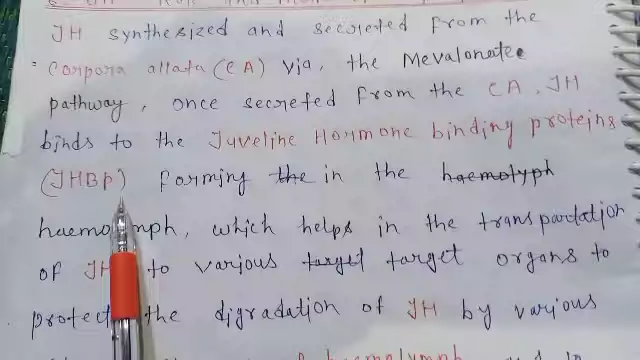 JH synthesized and secreted from the
Corpora allata (CA) via, the Mevalonate
pathway, once secreted from the CA, JH
binds to the Juveline Hormone binding proteins
(JHBP) forming the in the haemolyph
haemolymph, which helps in the transpartation
of JH to various target target organs to
protect the digradation of JH by various